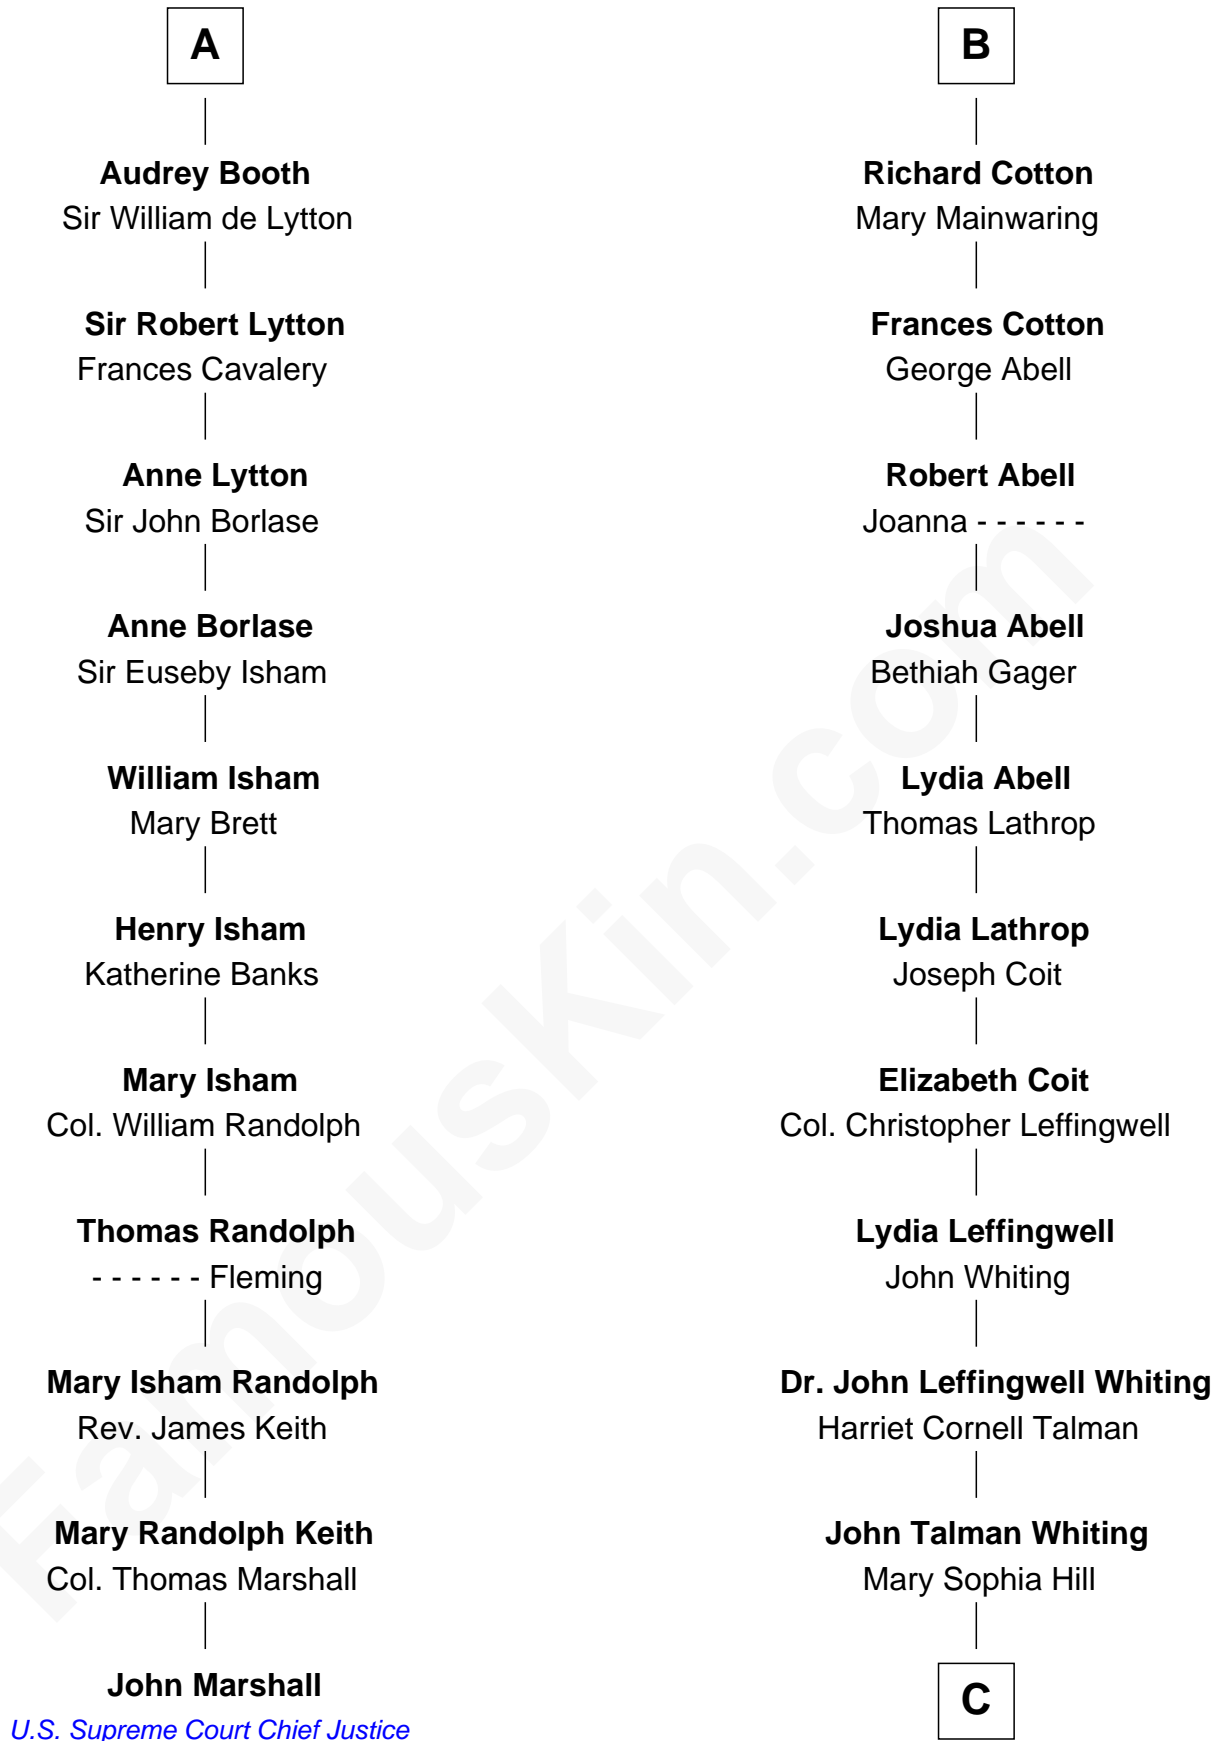 A
Audrey Booth
Sir William de Lytton
Sir Robert Lytton
Frances Cavalery
Anne Lytton
Sir John Borlase
Anne Borlase
Sir Euseby Isham
William Isham
Mary Brett
Henry Isham
Katherine Banks
Mary Isham
Col. William Randolph
Thomas Randolph
- - - - - - Fleming
Mary Isham Randolph
Rev. James Keith
Mary Randolph Keith
Col. Thomas Marshall
John Marshall
U.S. Supreme Court Chief Justice
B
Richard Cotton
Mary Mainwaring
Frances Cotton
George Abell
Robert Abell
Joanna - - - - - -
Joshua Abell
Bethiah Gager
Lydia Abell
Thomas Lathrop
Lydia Lathrop
Joseph Coit
Elizabeth Coit
Col. Christopher Leffingwell
Lydia Leffingwell
John Whiting
Dr. John Leffingwell Whiting
Harriet Cornell Talman
John Talman Whiting
Mary Sophia Hill
C
FamousKin.com